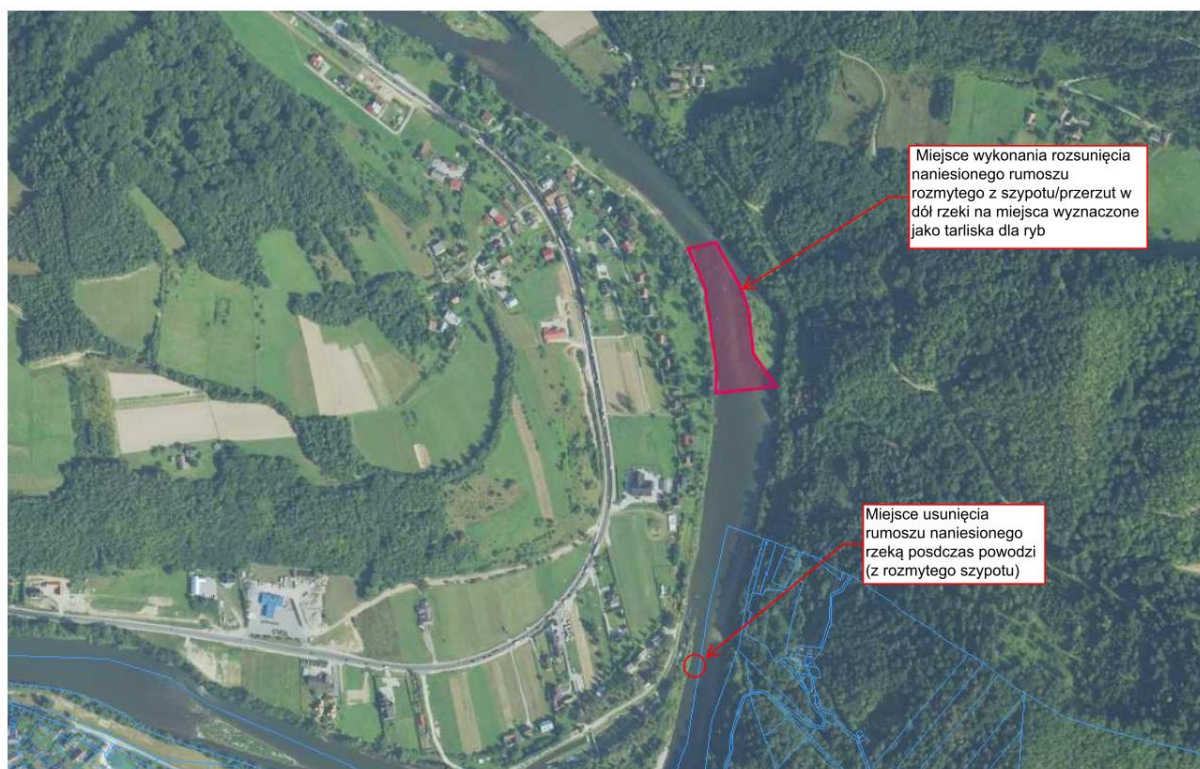 Miejsce wykonania rozsunięcia
naniesionego rumoszu
rozmytego z szypotu/przerzut w
dół rzeki na miejsca wyznaczone
jako tarliska dla ryb
Miejsce usunięcia
rumoszu naniesionego
rzeką posdczas powodzi
(z rozmytego szypotu)